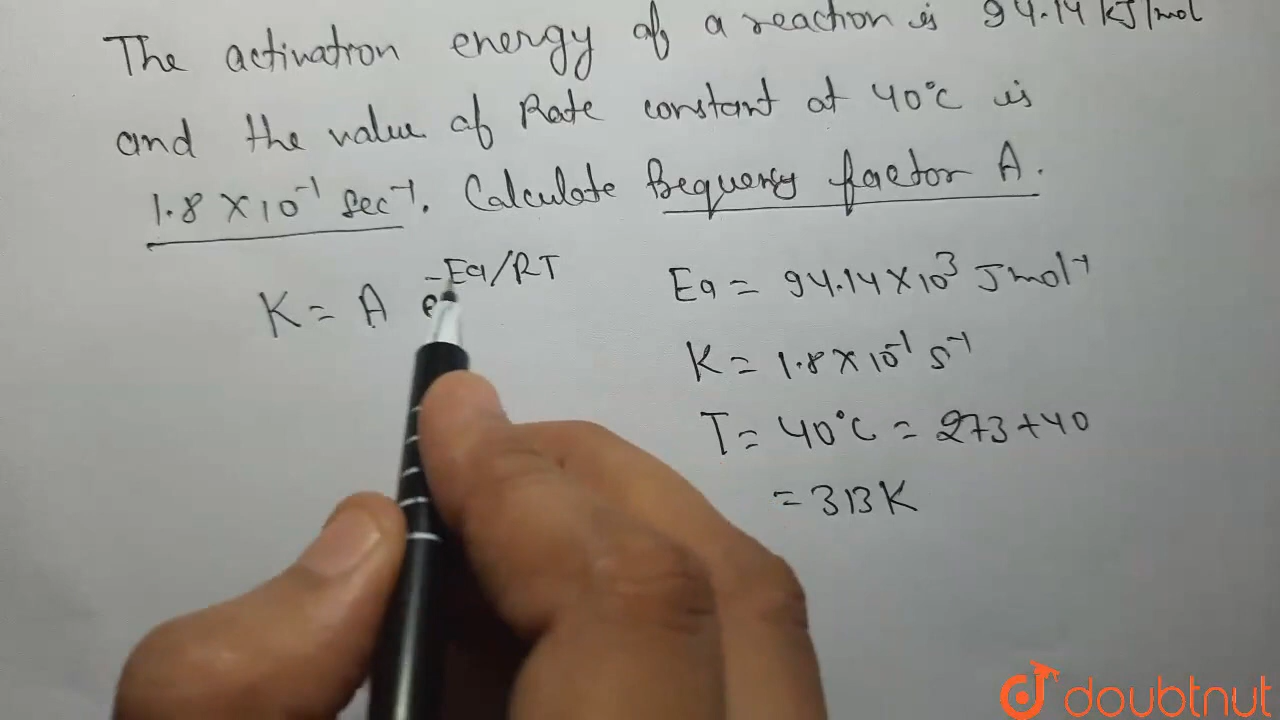 The activation energy of a reaction is 94.14 KJ/mol
and the value of Rate constant at 40°C is
1.8 × 10⁻¹ sec⁻¹. Calculate frequency factor A.
K = A e^-Ea/RT
Ea = 94.14 × 10³ J mol⁻¹
K = 1.8 × 10⁻¹ S⁻¹
T = 40°C = 273 + 40
= 313 K
doubtnut